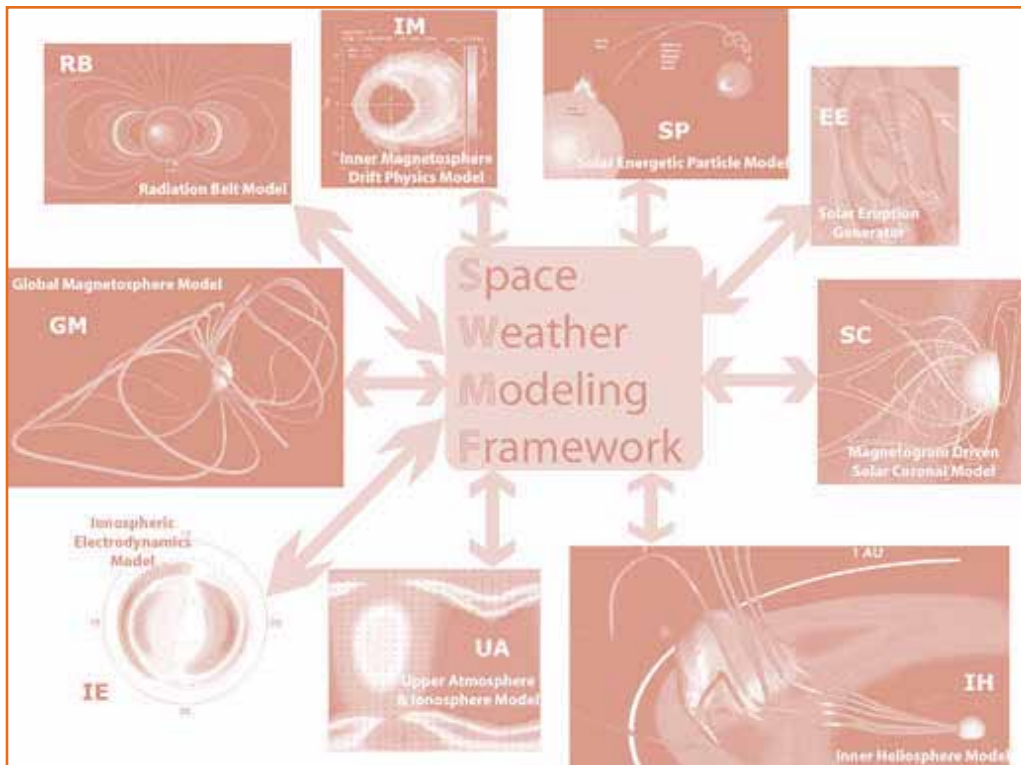 RB
Radiation Belt Model
IM
Inner Magnetosphere
Drift Physics Model
SP
Solar Energetic Particle Model
EE
Solar Eruption
Generator
Global Magnetosphere Model
GM
Space
Weather
Modeling
Framework
SC
Magnetogram Driven
Solar Coronal Model
Ionospheric
Electrodynamics
Model
IE
UA
Upper Atmosphere
& Ionosphere Model
1 AU
IH
Inner Heliosphere Model